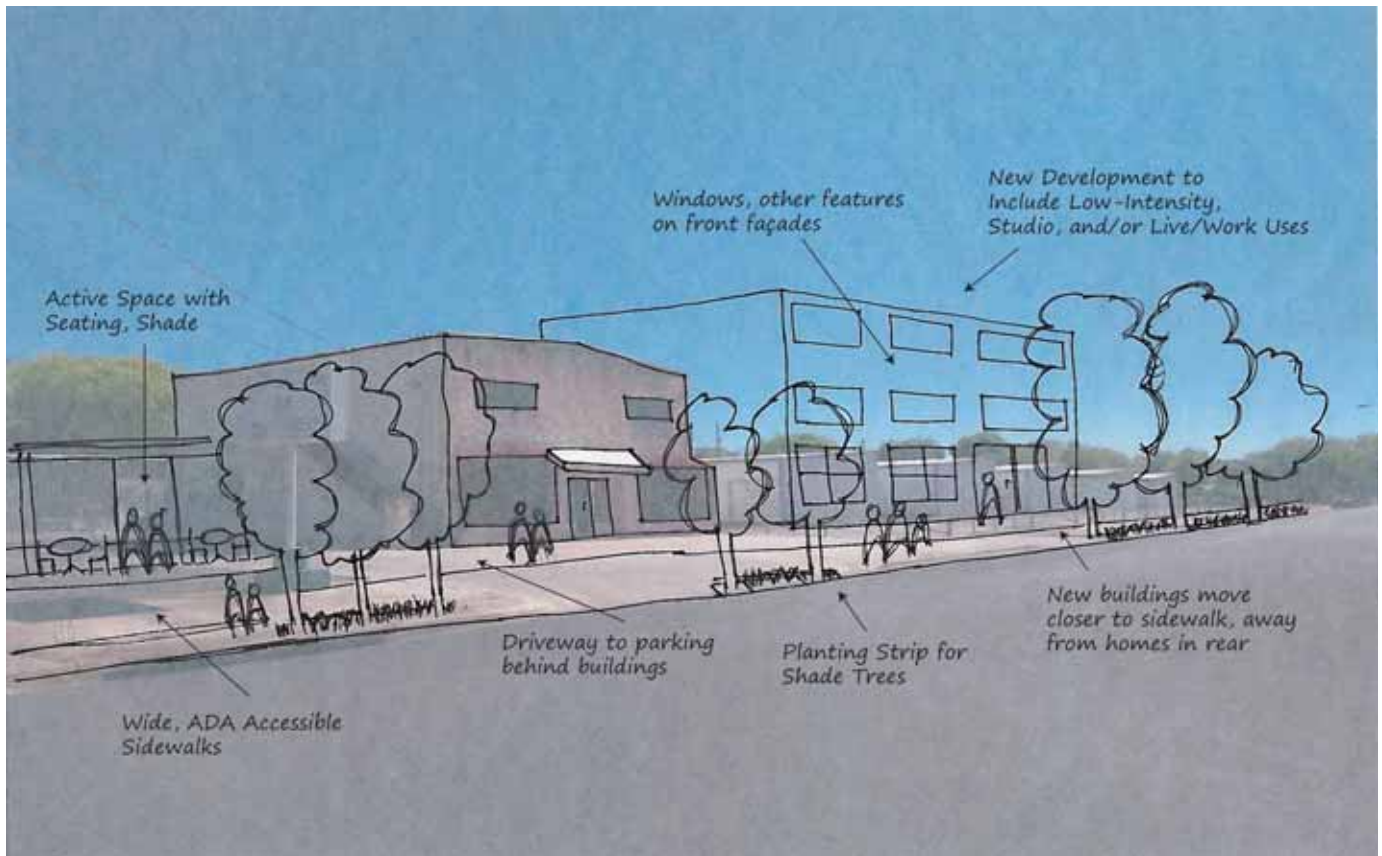 New Development to
Include Low-Intensity,
Studio, and/or Live/Work Uses
Windows, other features
on front façades
Active Space with
Seating, Shade
New buildings move
closer to sidewalk, away
from homes in rear
Driveway to parking
behind buildings
Planting Strip for
Shade Trees
Wide, ADA Accessible
Sidewalks